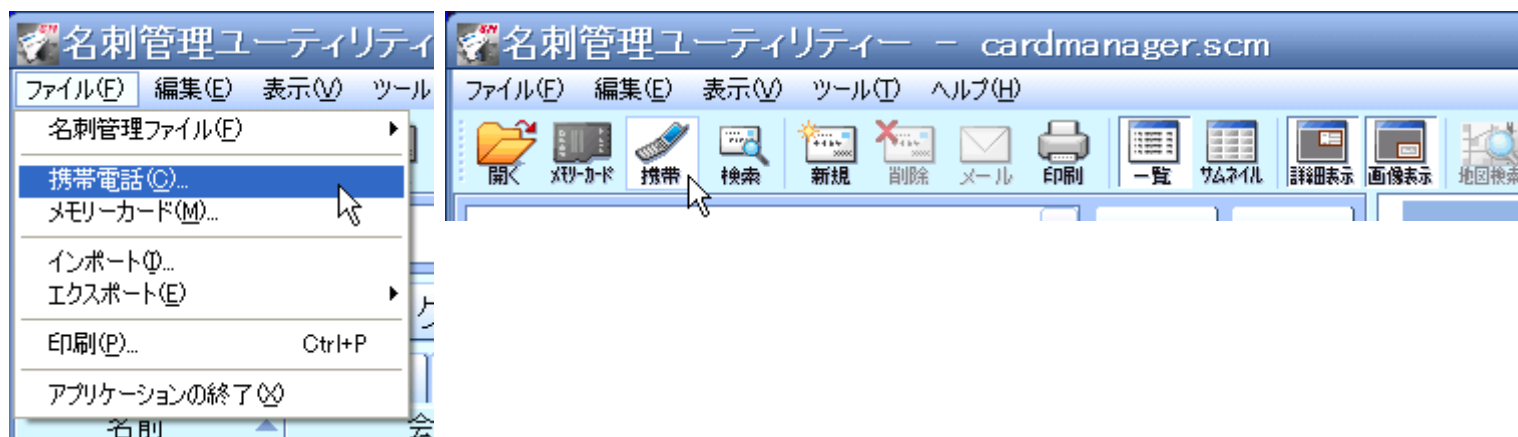 名刺管理ユーティリティ
ファイル(F) 編集(E) 表示(V) ツール
名刺管理ファイル(F)
携帯電話(C)...
メモリーカード(M)...
インポート(I)...
エクスポート(E)
印刷(P)... Ctrl+P
アプリケーションの終了(X)
名前
名刺管理ユーティリティー - cardmanager.scm
ファイル(F) 編集(E) 表示(V) ツール(T) ヘルプ(H)
開く メモリーカード 携帯 検索 新規 削除 メール 印刷 一覧 サムネイル 詳細表示 画像表示 地図検索